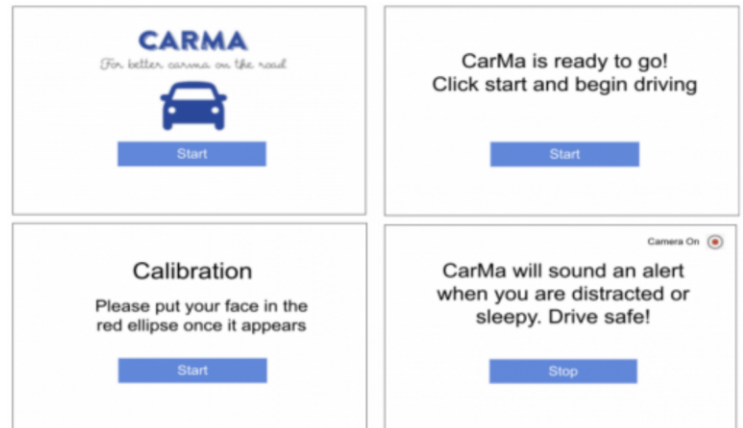 CARMA
For better carma on the road
Start
CarMa is ready to go!
Click start and begin driving
Start
Calibration
Please put your face in the
red ellipse once it appears
Start
Camera On
CarMa will sound an alert
when you are distracted or
sleepy. Drive safe!
Stop